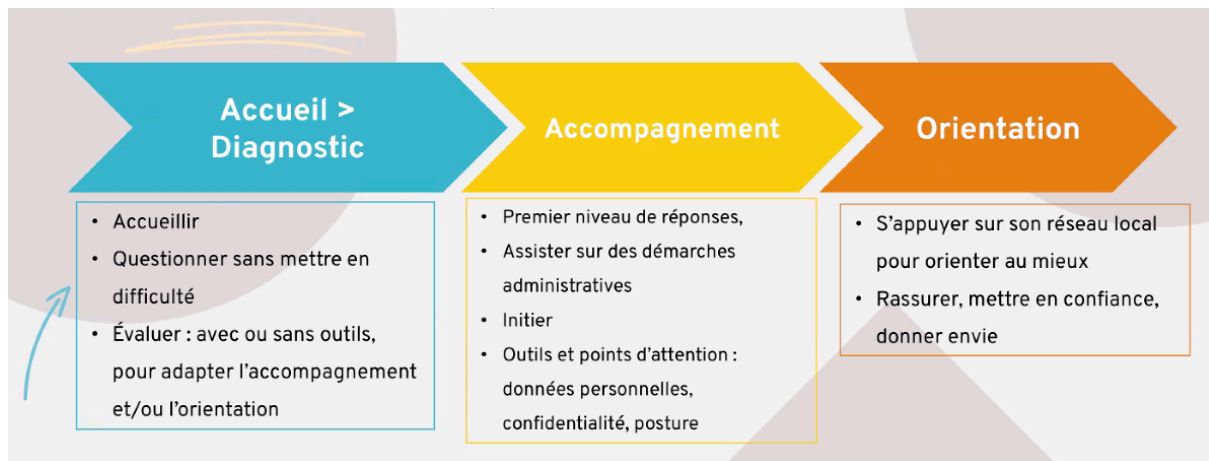 Accueil >
Diagnostic
• Accueillir
• Questionner sans mettre en
difficulté
• Évaluer : avec ou sans outils,
pour adapter l'accompagnement
et/ou l'orientation
Accompagnement
• Premier niveau de réponses,
• Assister sur des démarches
administratives
• Initier
• Outils et points d'attention :
données personnelles,
confidentialité, posture
Orientation
• S'appuyer sur son réseau local
pour orienter au mieux
• Rassurer, mettre en confiance,
donner envie